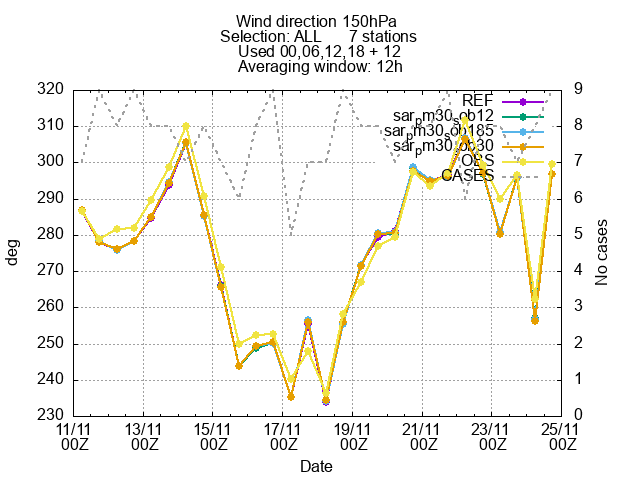 Wind direction 150hPa
Selection: ALL 7 stations
Used 00,06,12,18 + 12
Averaging window: 12h
320
310
300
290
280
270
260
250
240
230
9
8
7
6
5
4
3
2
1
0
deg
No cases
REF
sar_pm30_sob12
sar_pm30_sob185
sar_pm30_sob30
OBS
CASES
11/11 13/11 15/11 17/11 19/11 21/11 23/11 25/11
00Z 00Z 00Z 00Z 00Z 00Z 00Z 00Z
Date